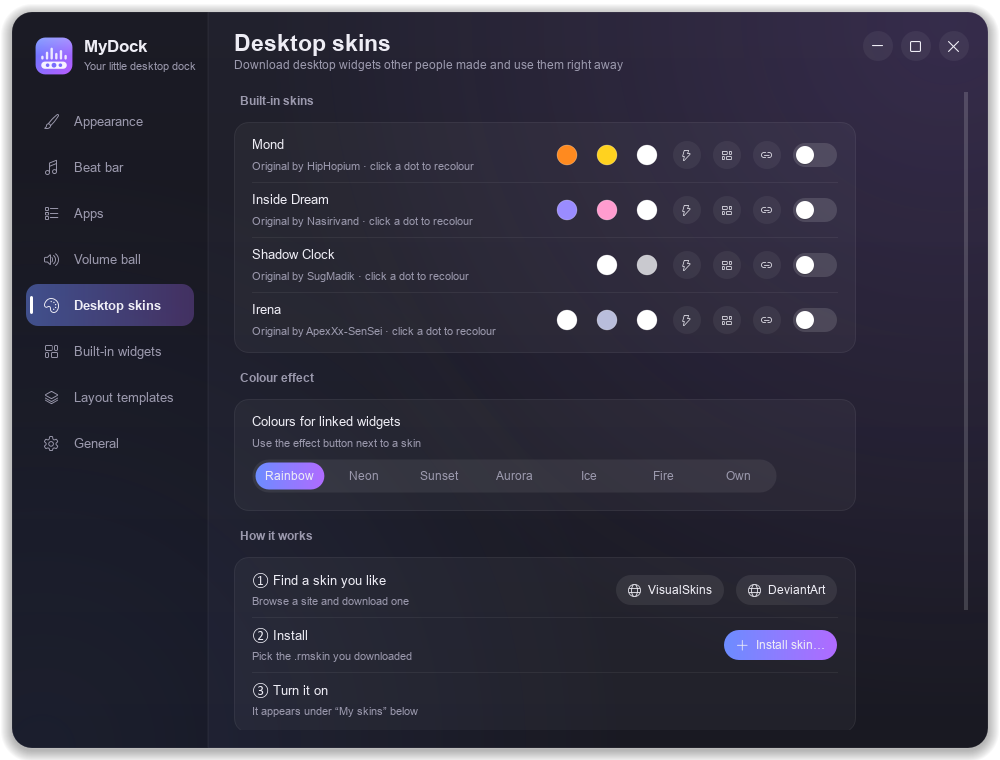 MyDock
Your little desktop dock
Appearance
Beat bar
Apps
Volume ball
Desktop skins
Built-in widgets
Layout templates
General
Desktop skins
Download desktop widgets other people made and use them right away
Built-in skins
Mond
Original by HipHopium · click a dot to recolour
Inside Dream
Original by Nasirivand · click a dot to recolour
Shadow Clock
Original by SugMadik · click a dot to recolour
Irena
Original by ApexXx-SenSei · click a dot to recolour
Colour effect
Colours for linked widgets
Use the effect button next to a skin
Rainbow Neon Sunset Aurora Ice Fire Own
How it works
① Find a skin you like
Browse a site and download one
VisualSkins DeviantArt
② Install
Pick the .rmskin you downloaded
Install skin…
③ Turn it on
It appears under “My skins” below